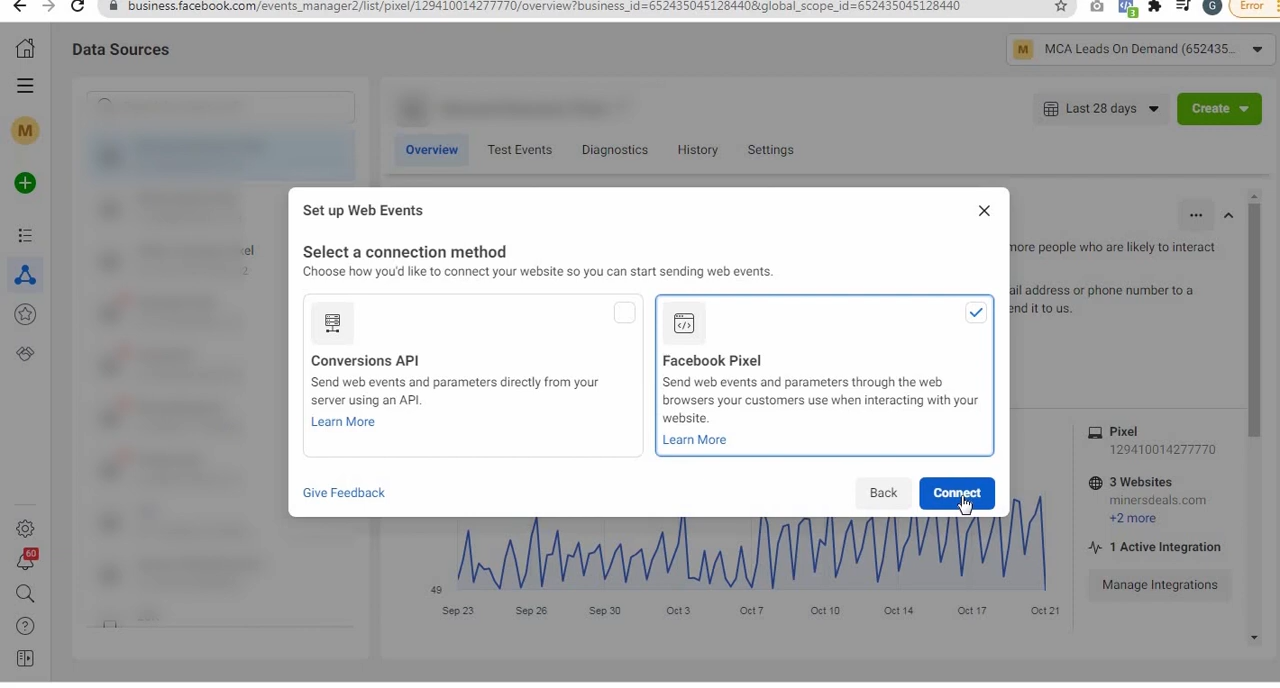 business.facebook.com/events_manager2/list/pixel/129410014277770/overview?business_id=652435045128440&global_scope_id=652435045128440
3
G
Error
Data Sources
M
MCA Leads On Demand (652435...
M
Last 28 days
Create
Overview
Test Events
Diagnostics
History
Settings
Set up Web Events
Select a connection method
Choose how you'd like to connect your website so you can start sending web events.
Conversions API
Send web events and parameters directly from your
server using an API.
Learn More
Facebook Pixel
Send web events and parameters through the web
browsers your customers use when interacting with your
website.
Learn More
Give Feedback
Back
Connect
more people who are likely to interact
ail address or phone number to a
end it to us.
Pixel
129410014277770
3 Websites
minersdeals.com
+2 more
1 Active Integration
Manage Integrations
49
Sep 23
Sep 26
Sep 30
Oct 3
Oct 7
Oct 10
Oct 14
Oct 17
Oct 21
60